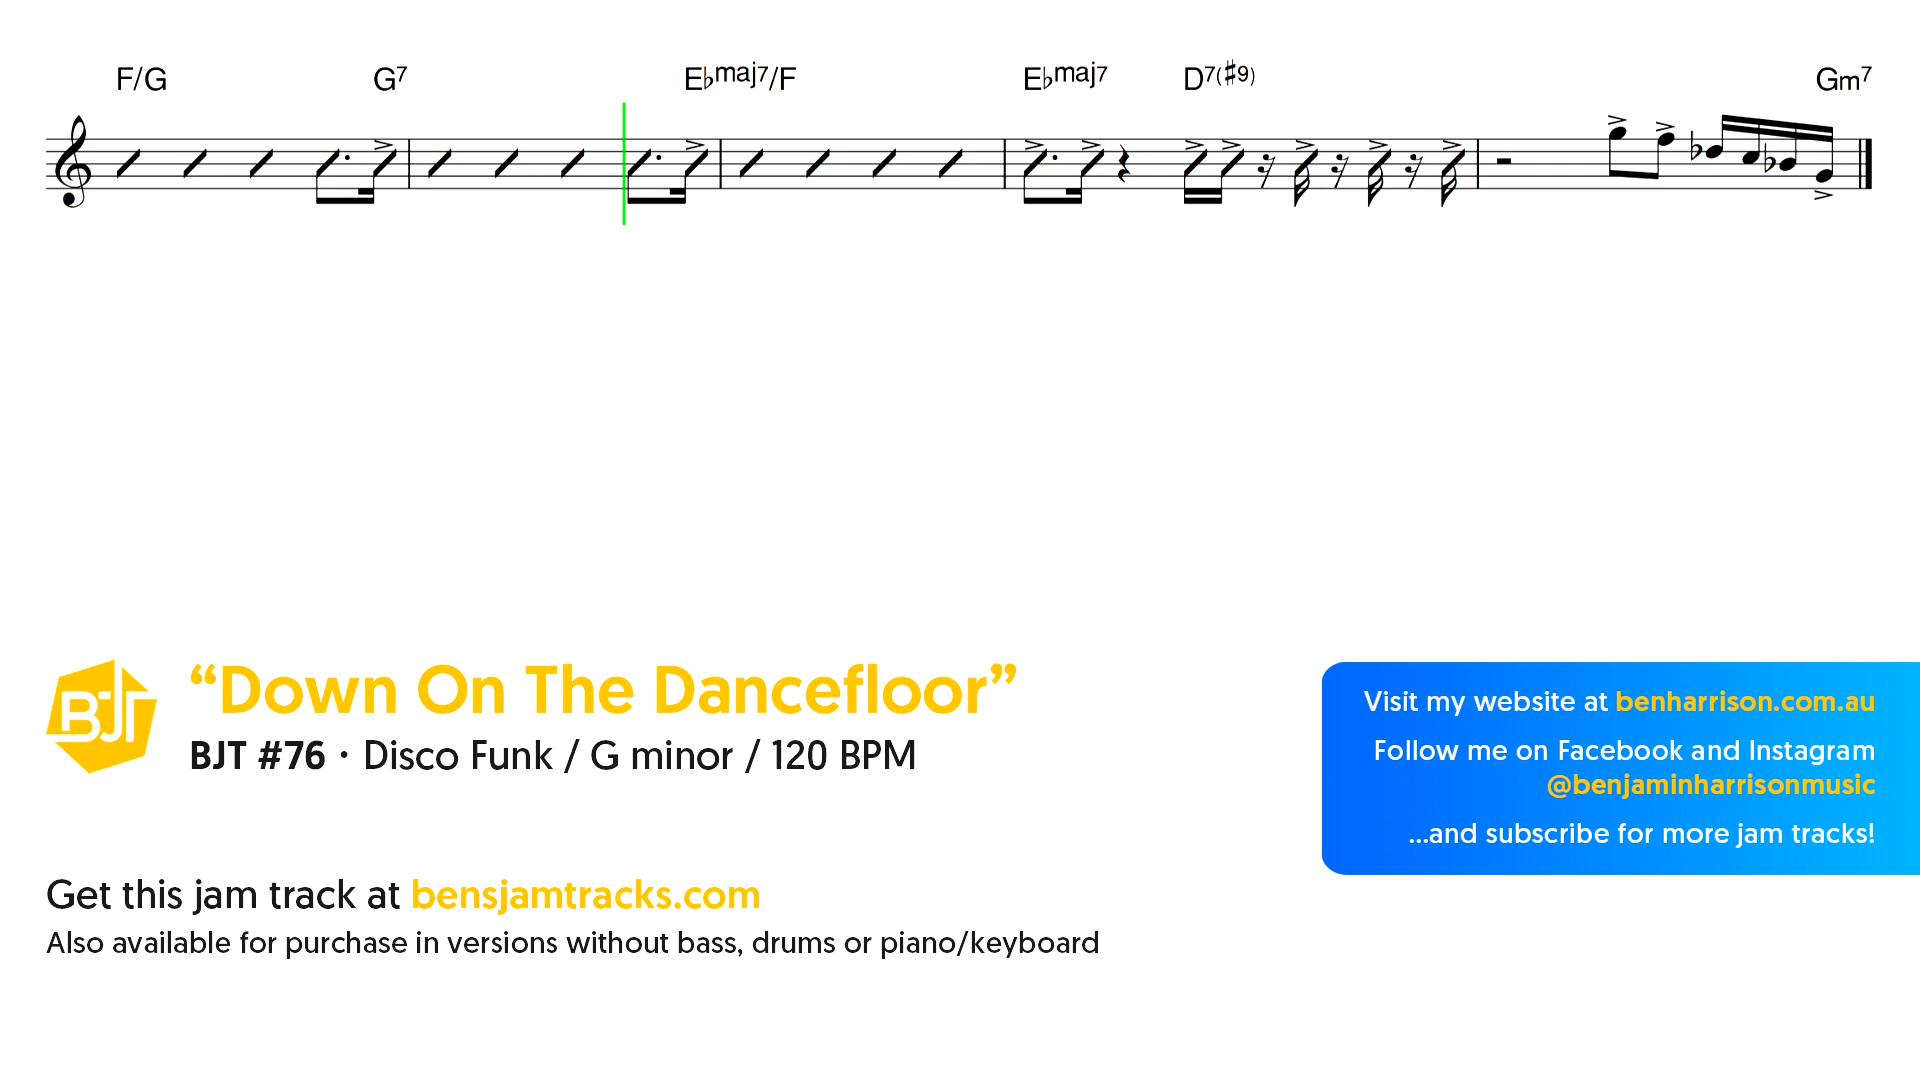 F/G G7 E♭maj7/F E♭maj7 D7(♯9) Gm7
BJT
“Down On The Dancefloor”
BJT #76 · Disco Funk / G minor / 120 BPM
Visit my website at benharrison.com.au
Follow me on Facebook and Instagram
@benjaminharrisonmusic
...and subscribe for more jam tracks!
Get this jam track at bensjamtracks.com
Also available for purchase in versions without bass, drums or piano/keyboard